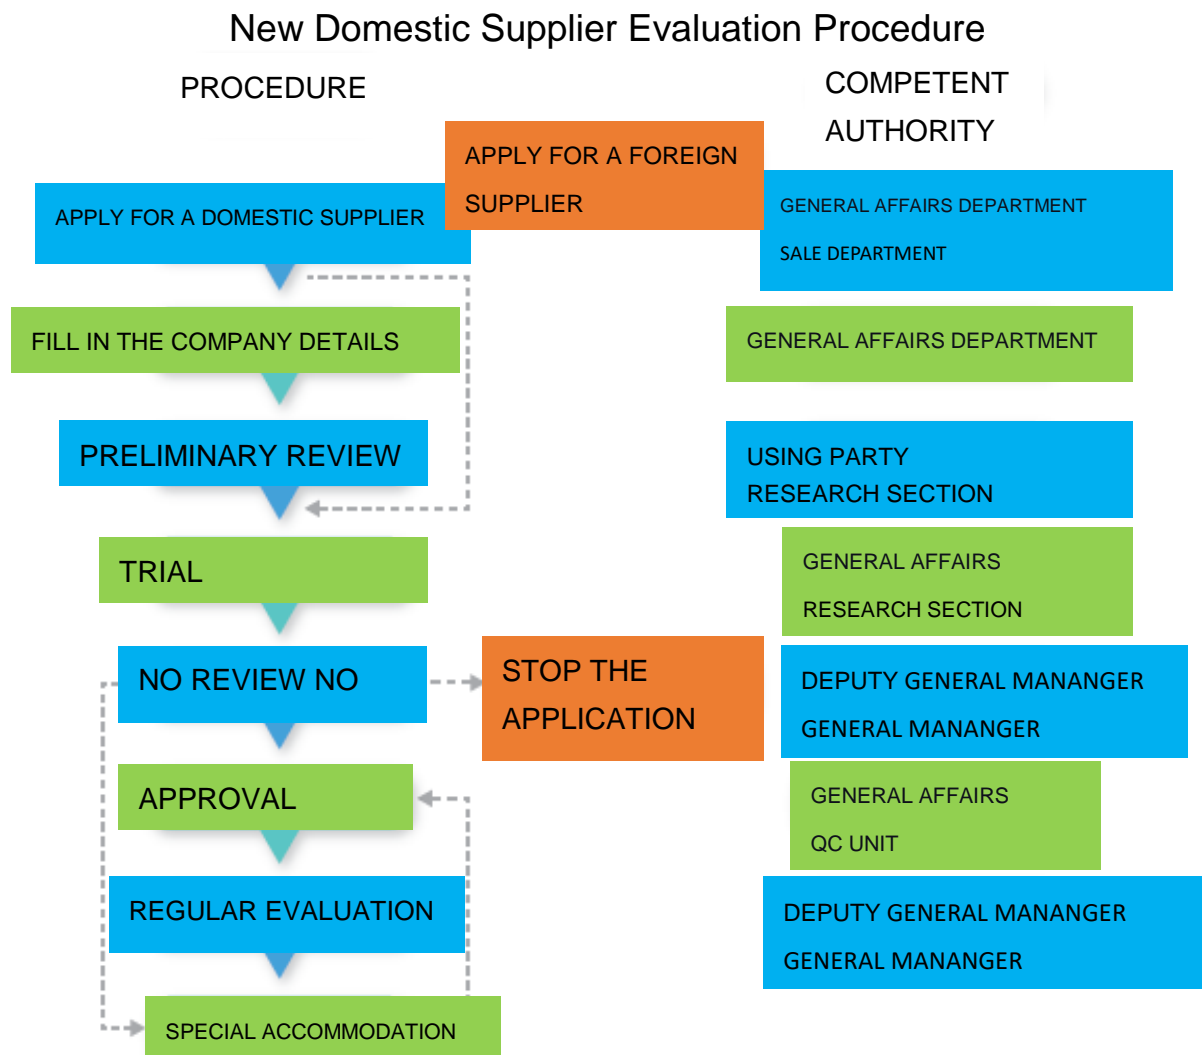 New Domestic Supplier Evaluation Procedure
PROCEDURE
COMPETENT
AUTHORITY
APPLY FOR A FOREIGN
SUPPLIER
APPLY FOR A DOMESTIC SUPPLIER
GENERAL AFFAIRS DEPARTMENT
SALE DEPARTMENT
FILL IN THE COMPANY DETAILS
GENERAL AFFAIRS DEPARTMENT
PRELIMINARY REVIEW
USING PARTY
RESEARCH SECTION
TRIAL
GENERAL AFFAIRS
RESEARCH SECTION
NO REVIEW NO
STOP THE
APPLICATION
DEPUTY GENERAL MANANGER
GENERAL MANANGER
APPROVAL
GENERAL AFFAIRS
QC UNIT
REGULAR EVALUATION
DEPUTY GENERAL MANANGER
GENERAL MANANGER
SPECIAL ACCOMMODATION